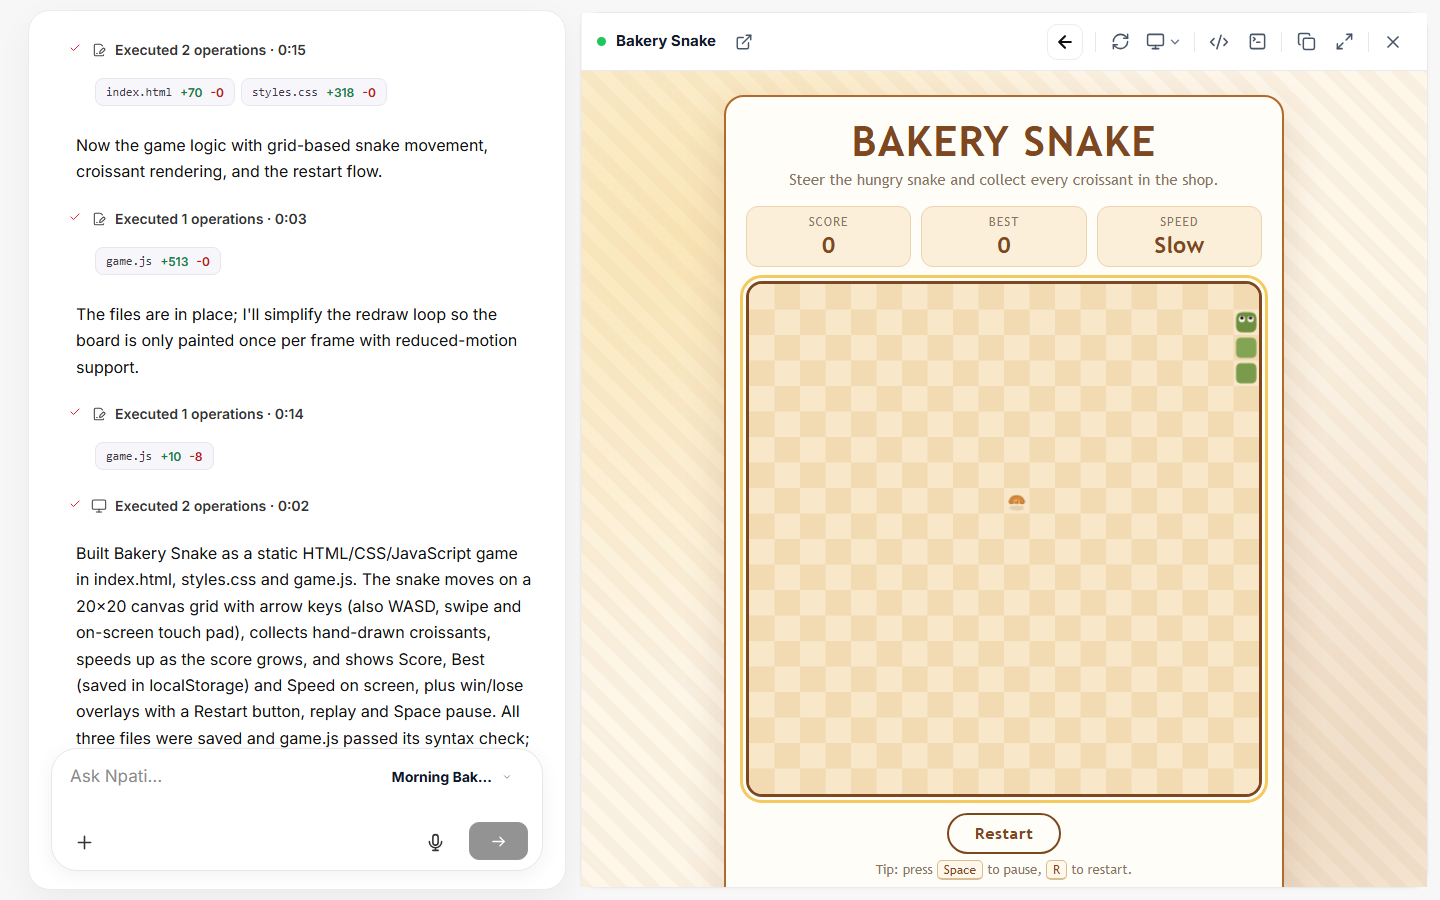 Executed 2 operations · 0:15
index.html +70 -0
styles.css +318 -0
Now the game logic with grid-based snake movement,
croissant rendering, and the restart flow.
Executed 1 operations · 0:03
game.js +513 -0
The files are in place; I'll simplify the redraw loop so the
board is only painted once per frame with reduced-motion
support.
Executed 1 operations · 0:14
game.js +10 -8
Executed 2 operations · 0:02
Built Bakery Snake as a static HTML/CSS/JavaScript game
in index.html, styles.css and game.js. The snake moves on a
20×20 canvas grid with arrow keys (also WASD, swipe and
on-screen touch pad), collects hand-drawn croissants,
speeds up as the score grows, and shows Score, Best
(saved in localStorage) and Speed on screen, plus win/lose
overlays with a Restart button, replay and Space pause. All
three files were saved and game.js passed its syntax check;
Ask Npati...
Morning Bak...
Bakery Snake
BAKERY SNAKE
Steer the hungry snake and collect every croissant in the shop.
SCORE
0
BEST
0
SPEED
Slow
Restart
Tip: press Space to pause, R to restart.